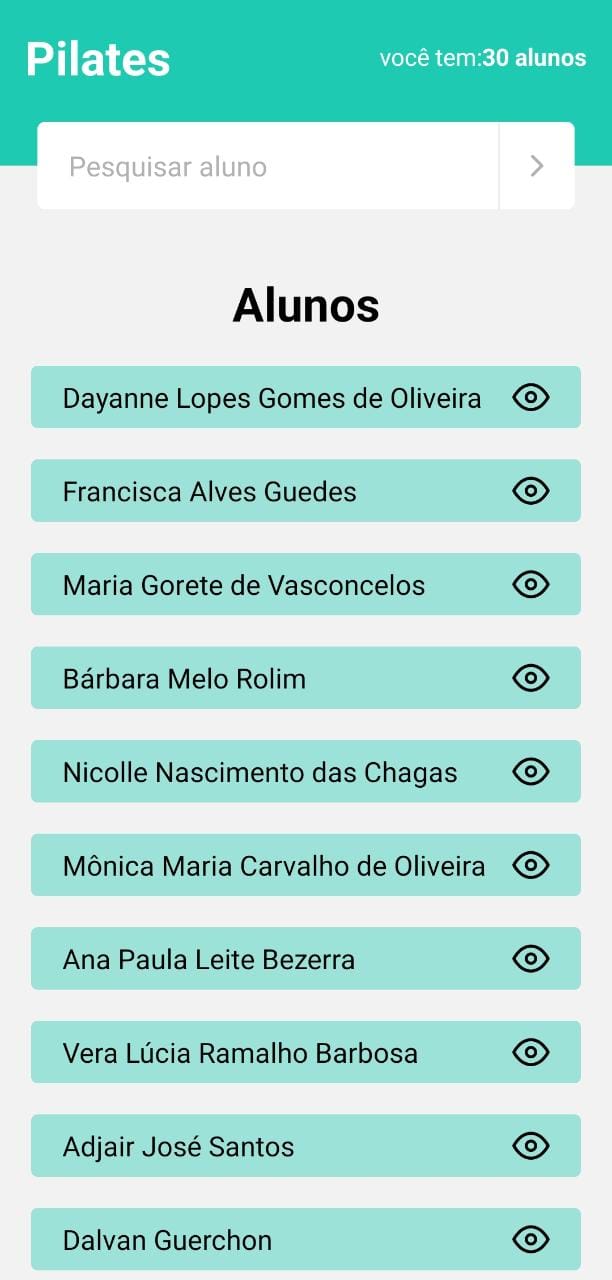 Pilates
você tem:30 alunos
Pesquisar aluno
Alunos
Dayanne Lopes Gomes de Oliveira
Francisca Alves Guedes
Maria Gorete de Vasconcelos
Bárbara Melo Rolim
Nicolle Nascimento das Chagas
Mônica Maria Carvalho de Oliveira
Ana Paula Leite Bezerra
Vera Lúcia Ramalho Barbosa
Adjair José Santos
Dalvan Guerchon